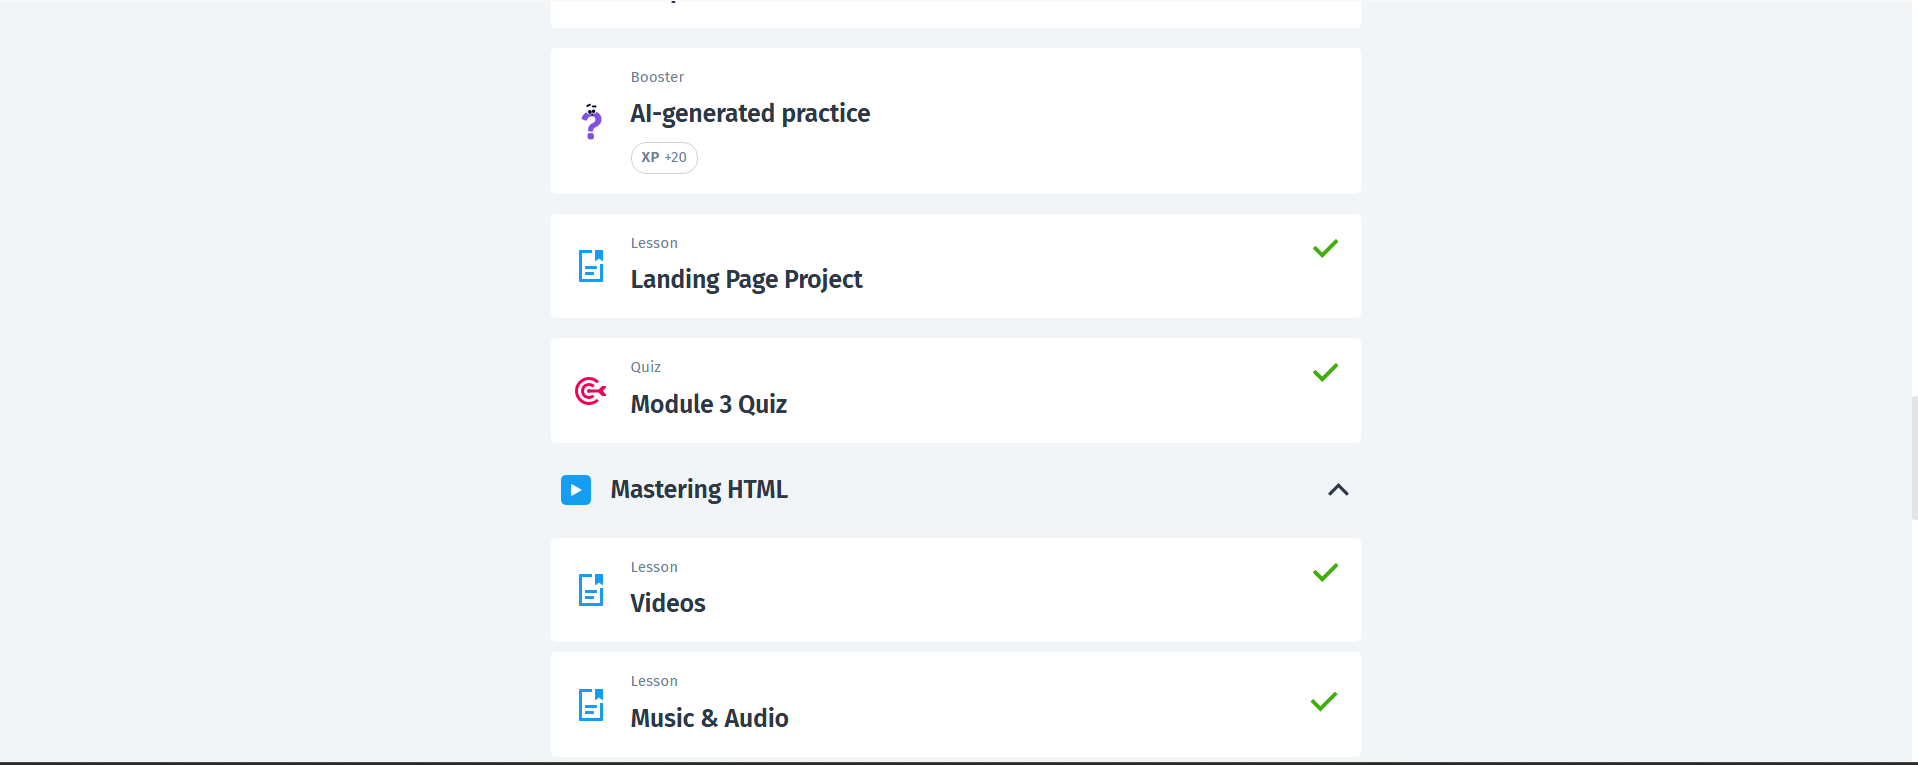 Booster
AI-generated practice
XP +20
Lesson
Landing Page Project
Quiz
Module 3 Quiz
Mastering HTML
Lesson
Videos
Lesson
Music & Audio